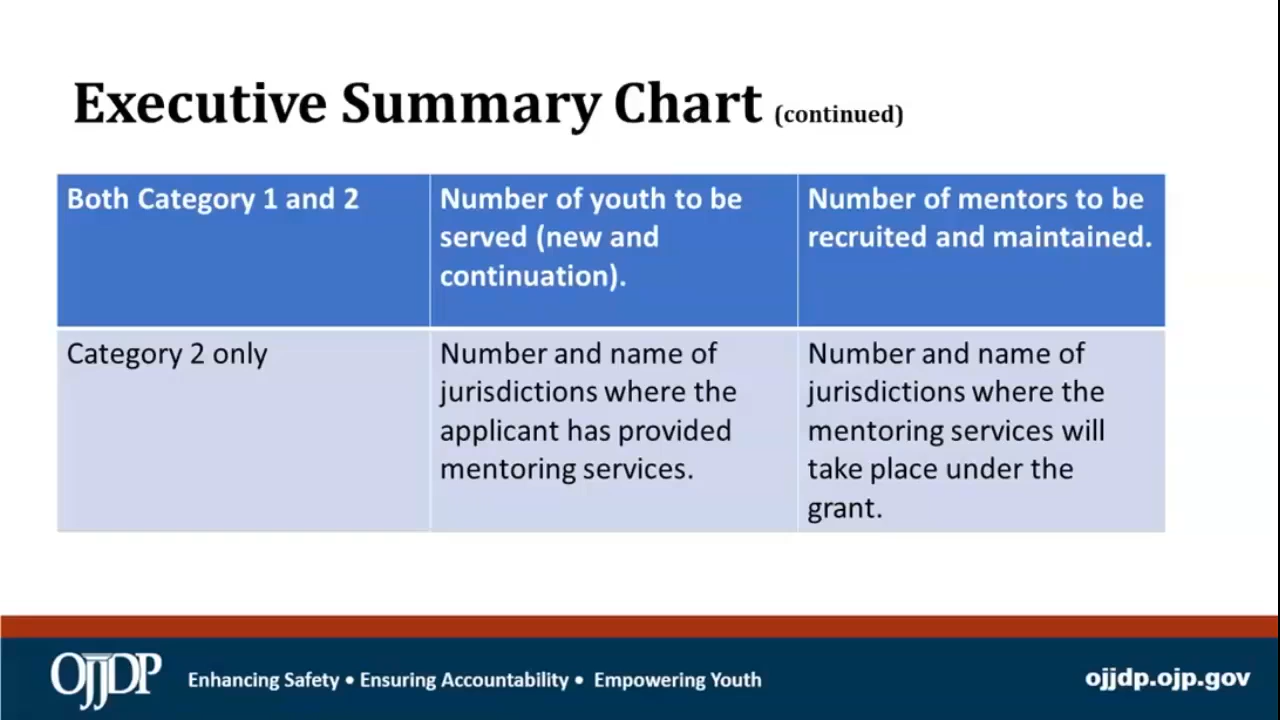 Executive Summary Chart (continued)
Both Category 1 and 2
Number of youth to be
served (new and
continuation).
Number of mentors to be
recruited and maintained.
Category 2 only
Number and name of
jurisdictions where the
applicant has provided
mentoring services.
Number and name of
jurisdictions where the
mentoring services will
take place under the
grant.
OJJDP
Enhancing Safety • Ensuring Accountability • Empowering Youth
ojjdp.ojp.gov